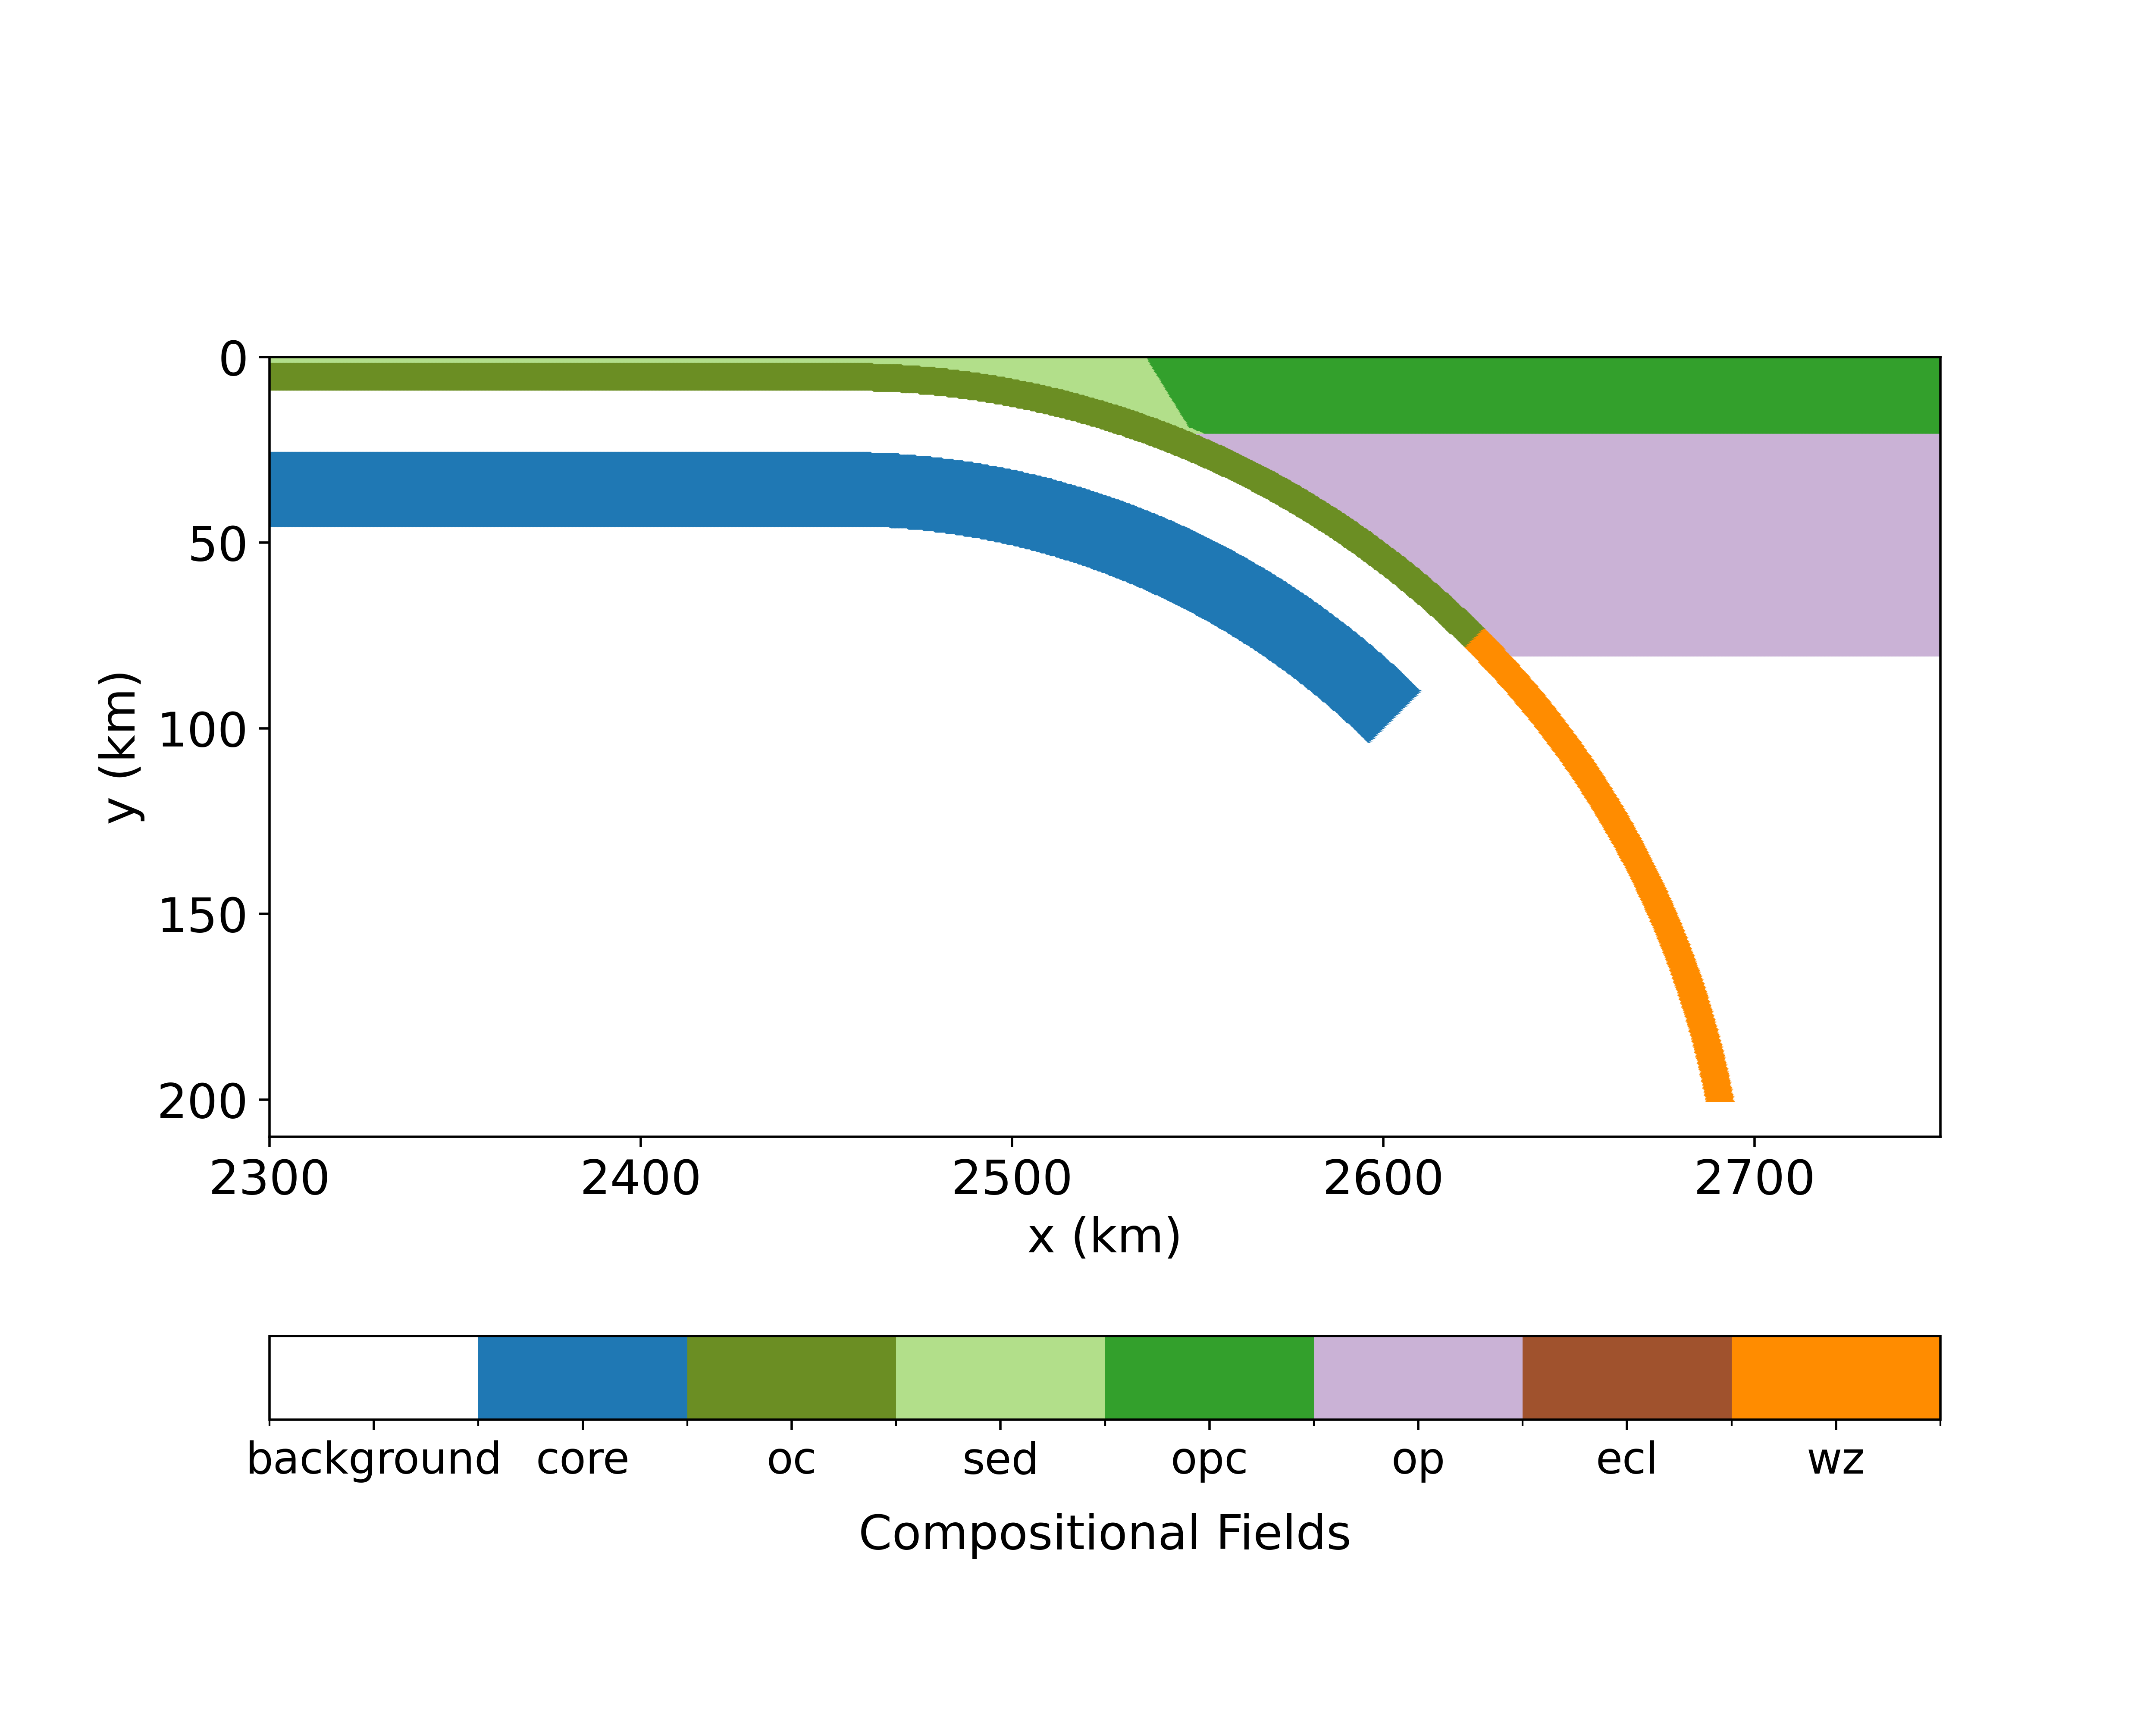 0
50
100
150
200
y (km)
2300 2400 2500 2600 2700
x (km)
background core oc sed opc op ecl wz
Compositional Fields